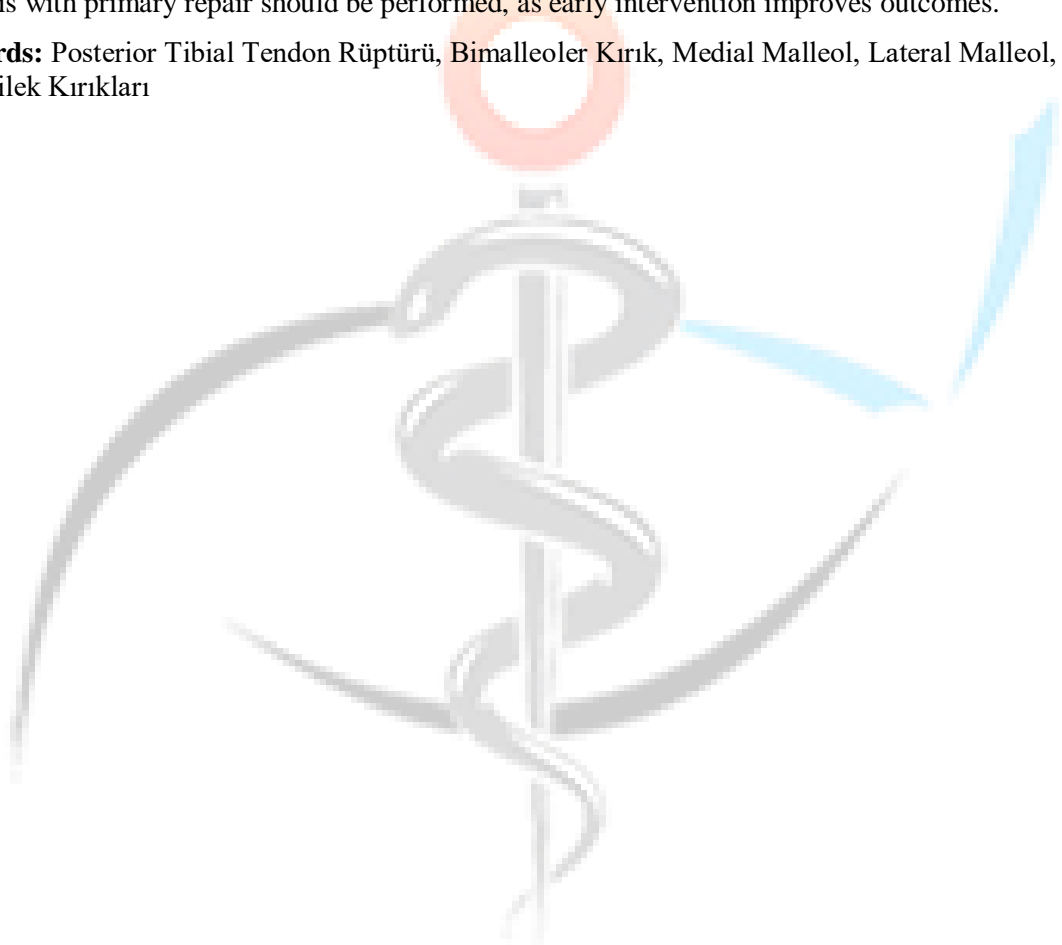 is with primary repair should be performed, as early intervention improves outcomes.
rds: Posterior Tibial Tendon Rüptürü, Bimalleoler Kırık, Medial Malleol, Lateral Malleol,
ilek Kırıkları